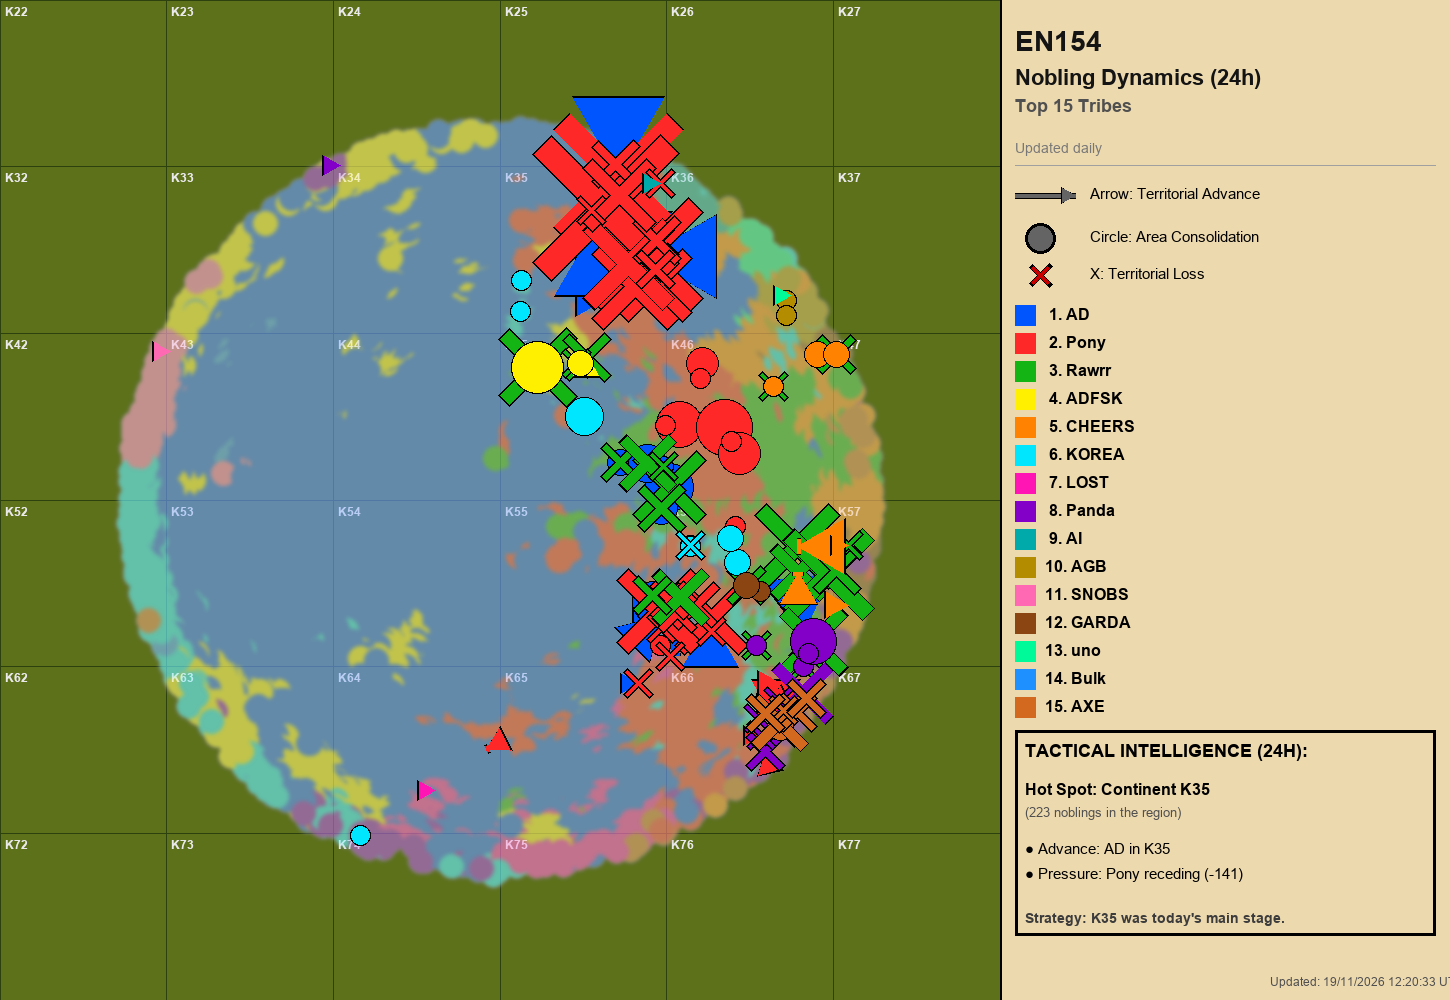 K22
K23
K24
K25
K26
K27
K32
K33
K34
K35
K36
K37
K42
K43
K44
K46
K52
K53
K54
K55
K57
K62
K63
K64
K65
K66
K67
K72
K73
K74
K75
K76
K77
EN154
Nobling Dynamics (24h)
Top 15 Tribes
Updated daily
Arrow: Territorial Advance
Circle: Area Consolidation
X: Territorial Loss
1. AD
2. Pony
3. Rawrr
4. ADFSK
5. CHEERS
6. KOREA
7. LOST
8. Panda
9. AI
10. AGB
11. SNOBS
12. GARDA
13. uno
14. Bulk
15. AXE
TACTICAL INTELLIGENCE (24H):
Hot Spot: Continent K35
(223 noblings in the region)
● Advance: AD in K35
● Pressure: Pony receding (-141)
Strategy: K35 was today's main stage.
Updated: 19/11/2026 12:20:33